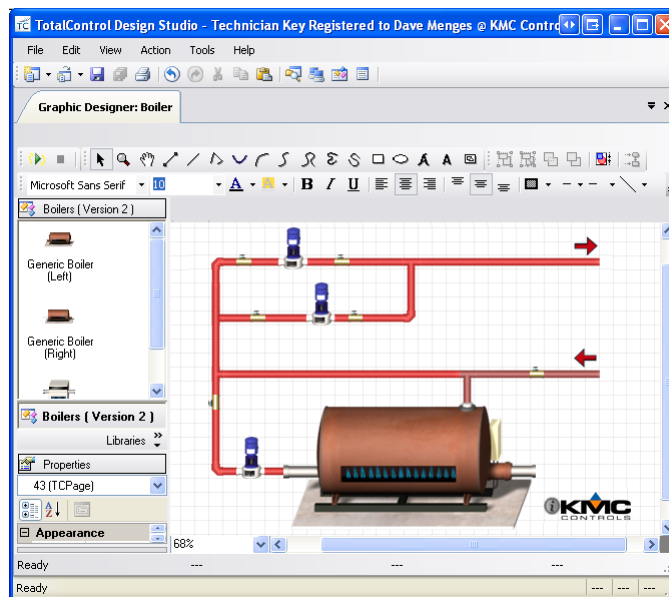 TC TotalControl Design Studio - Technician Key Registered to Dave Menges @ KMC Contro
File Edit View Action Tools Help
Graphic Designer: Boiler
Microsoft Sans Serif 10 A B I U
Boilers ( Version 2 )
Generic Boiler
(Left)
Generic Boiler
(Right)
Boilers ( Version 2 )
Libraries
Properties
43 (TCPage)
Appearance
68%
KMC
CONTROLS
Ready --- --- ---
Ready --- --- ---